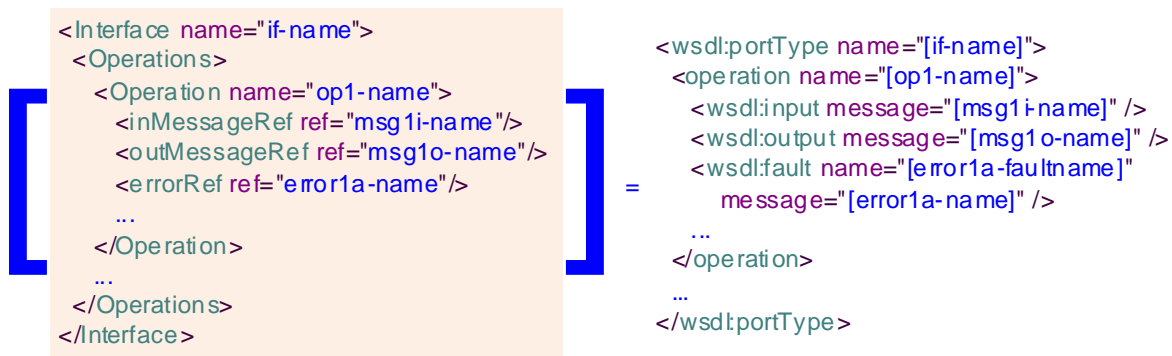 <Interface name="if-name">
<Operations>
<Operation name="op1-name">
<inMessageRef ref="msg1i-name"/>
<outMessageRef ref="msg1o-name"/>
<errorRef ref="error1a-name"/>
...
</Operation>
...
</Operations>
</Interface>
=
<wsdl:portType name="[if-name]">
<operation name="[op1-name]">
<wsdl:input message="[msg1i-name]" />
<wsdl:output message="[msg1o-name]" />
<wsdl:fault name="[error1a-faultname]"
message="[error1a-name]" />
...
</operation>
...
</wsdl:portType>